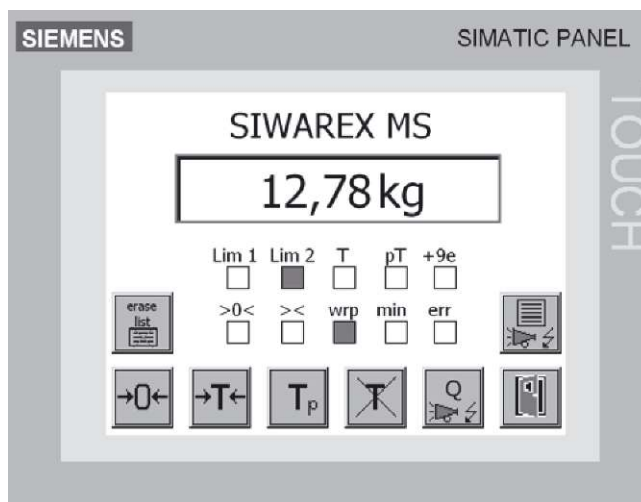 SIEMENS
SIMATIC PANEL
TOUCH
SIWAREX MS
12,78 kg
Lim 1 Lim 2 T pT +9e
>0< >< wrp min err
erase
list
→0← →T← Tp T Q